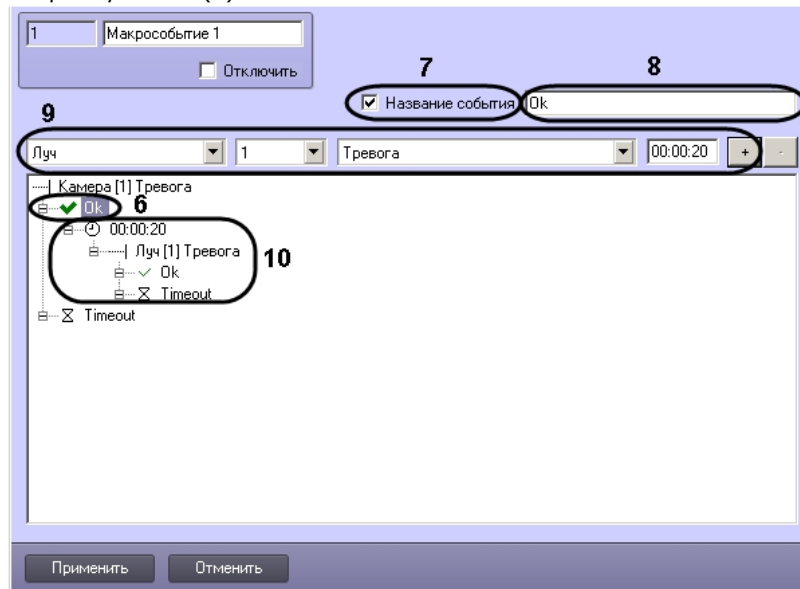 1 Макрособытие 1
Отключить
7 8
Название события Ok
9
Луч 1 Тревога 00:00:20 + -
Камера [1] Тревога
Ok 6
00:00:20
Луч [1] Тревога 10
Ok
Timeout
Timeout
Применить Отменить